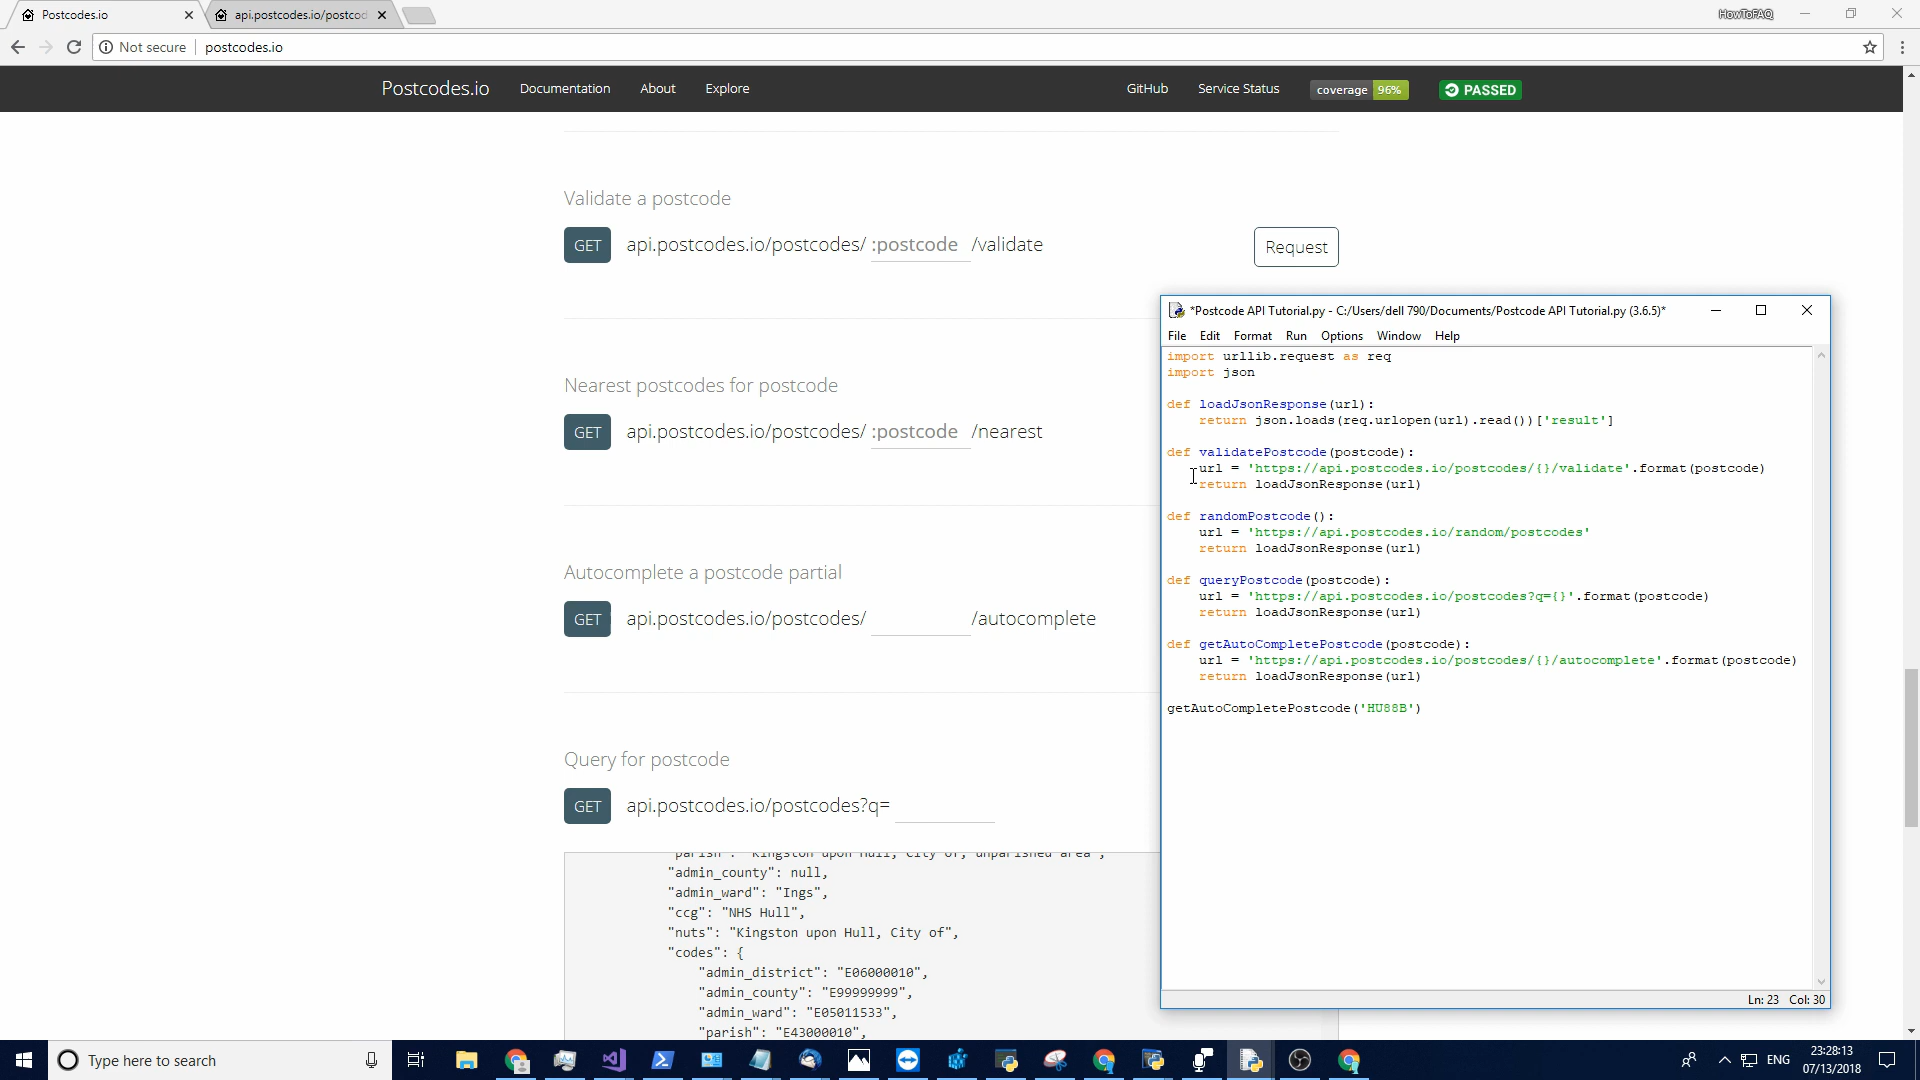 Postcodes.io
api.postcodes.io/postcod
HowToFAQ
Not secure
postcodes.io
Postcodes.io
Documentation
About
Explore
GitHub
Service Status
coverage 96%
PASSED
Validate a postcode
GET
api.postcodes.io/postcodes/ :postcode /validate
Request
Nearest postcodes for postcode
GET
api.postcodes.io/postcodes/ :postcode /nearest
Autocomplete a postcode partial
GET
api.postcodes.io/postcodes/ /autocomplete
Query for postcode
GET
api.postcodes.io/postcodes?q=
"parish": "Kingston upon Hull, City of, unparished area",
"admin_county": null,
"admin_ward": "Ings",
"ccg": "NHS Hull",
"nuts": "Kingston upon Hull, City of",
"codes": {
"admin_district": "E06000010",
"admin_county": "E99999999",
"admin_ward": "E05011533",
"parish": "E43000010",
*Postcode API Tutorial.py - C:/Users/dell 790/Documents/Postcode API Tutorial.py (3.6.5)*
File Edit Format Run Options Window Help
import urllib.request as req
import json
def loadJsonResponse(url):
return json.loads(req.urlopen(url).read())['result']
def validatePostcode(postcode):
url = 'https://api.postcodes.io/postcodes/{}/validate'.format(postcode)
return loadJsonResponse(url)
def randomPostcode():
url = 'https://api.postcodes.io/random/postcodes'
return loadJsonResponse(url)
def queryPostcode(postcode):
url = 'https://api.postcodes.io/postcodes?q={}'.format(postcode)
return loadJsonResponse(url)
def getAutoCompletePostcode(postcode):
url = 'https://api.postcodes.io/postcodes/{}/autocomplete'.format(postcode)
return loadJsonResponse(url)
getAutoCompletePostcode('HU88B')
Ln: 23 Col: 30
Type here to search
ENG
23:28:13
07/13/2018